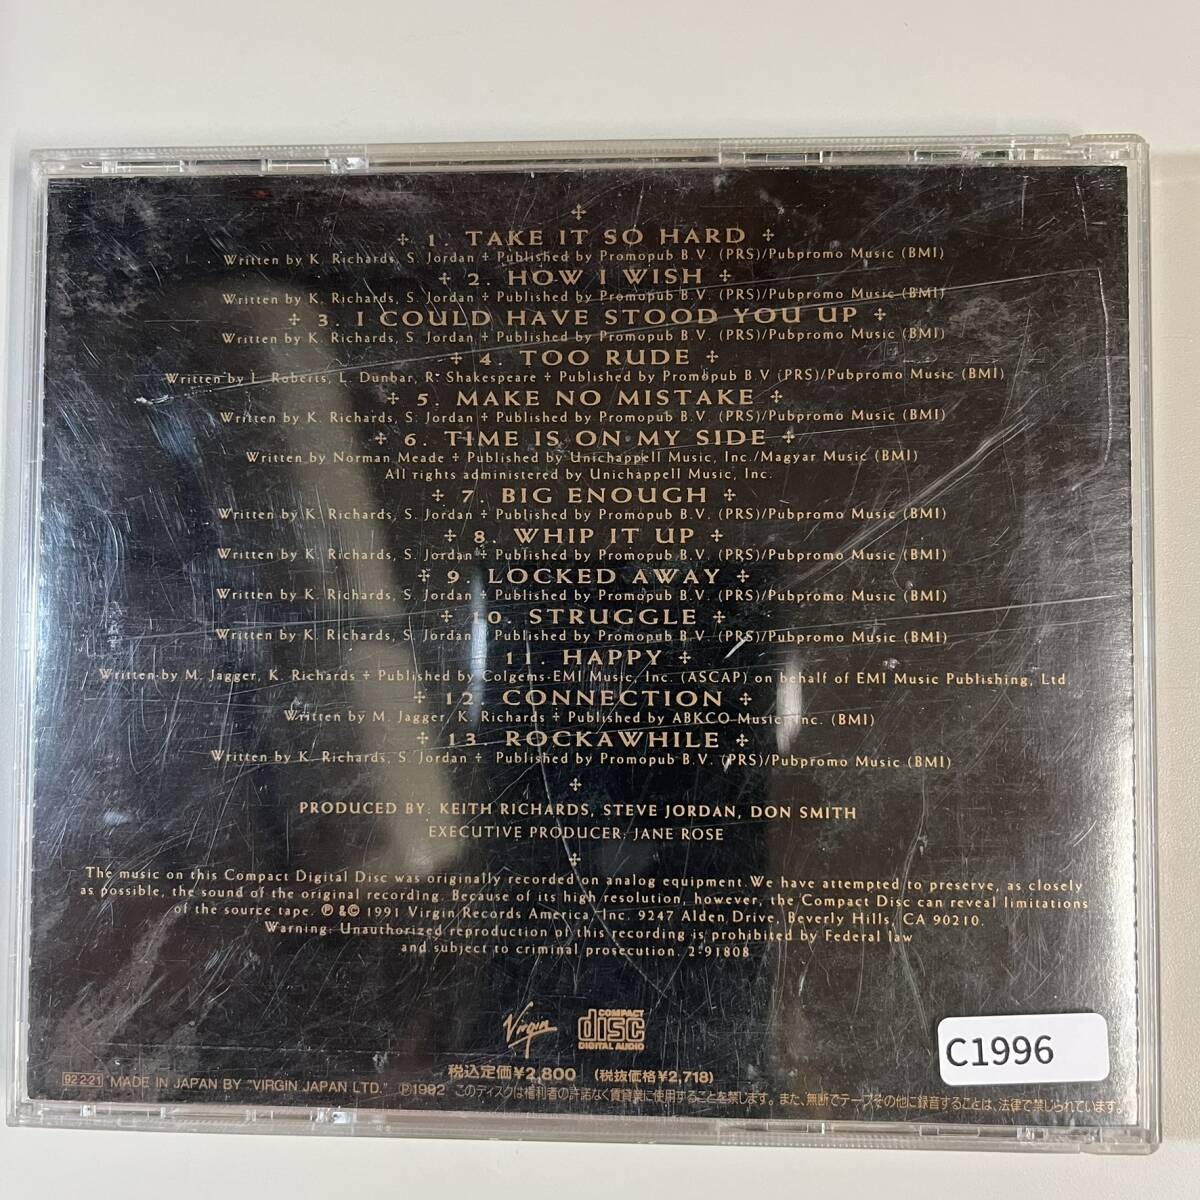 ✢ 1. TAKE IT SO HARD ✢
Written by K. Richards, S. Jordan ✢ Published by Promopub B.V. (PRS)/Pubpromo Music (BMI)
✢ 2. HOW I WISH ✢
Written by K. Richards, S. Jordan ✢ Published by Promopub B.V. (PRS)/Pubpromo Music (BMI)
✢ 3. I COULD HAVE STOOD YOU UP ✢
Written by K. Richards, S. Jordan ✢ Published by Promopub B.V. (PRS)/Pubpromo Music (BMI)
✢ 4. TOO RUDE ✢
Written by L. Roberts, L. Dunbar, R. Shakespeare ✢ Published by Promopub B.V (PRS)/Pubpromo Music (BMI)
✢ 5. MAKE NO MISTAKE ✢
Written by K. Richards, S. Jordan ✢ Published by Promopub B.V. (PRS)/Pubpromo Music (BMI)
✢ 6. TIME IS ON MY SIDE ✢
Written by Norman Meade ✢ Published by Unichappell Music, Inc./Magyar Music (BMI)
All rights administered by Unichappell Music, Inc.
✢ 7. BIG ENOUGH ✢
Written by K. Richards, S. Jordan ✢ Published by Promopub B.V. (PRS)/Pubpromo Music (BMI)
✢ 8. WHIP IT UP ✢
Written by K. Richards, S. Jordan ✢ Published by Promopub B.V. (PRS)/Pubpromo Music (BMI)
✢ 9. LOCKED AWAY ✢
Written by K. Richards, S. Jordan ✢ Published by Promopub B.V. (PRS)/Pubpromo Music (BMI)
✢ 10. STRUGGLE ✢
Written by K. Richards, S. Jordan ✢ Published by Promopub B.V. (PRS)/Pubpromo Music (BMI)
✢ 11. HAPPY ✢
Written by M. Jagger, K. Richards ✢ Published by Colgems-EMI Music, Inc. (ASCAP) on behalf of EMI Music Publishing, Ltd.
✢ 12. CONNECTION ✢
Written by M. Jagger, K. Richards ✢ Published by ABKCO Music, Inc. (BMI)
✢ 13. ROCKAWHILE ✢
Written by K. Richards, S. Jordan ✢ Published by Promopub B.V. (PRS)/Pubpromo Music (BMI)
PRODUCED BY: KEITH RICHARDS, STEVE JORDAN, DON SMITH
EXECUTIVE PRODUCER: JANE ROSE
The music on this Compact Digital Disc was originally recorded on analog equipment. We have attempted to preserve, as closely
as possible, the sound of the original recording. Because of its high resolution, however, the Compact Disc can reveal limitations
of the source tape. ℗ & © 1991 Virgin Records America, Inc. 9247 Alden Drive, Beverly Hills, CA 90210.
Warning: Unauthorized reproduction of this recording is prohibited by Federal law
and subject to criminal prosecution. 2-91808
Virgin
COMPACT
disc
DIGITAL AUDIO
C1996
税込定価¥2,800 (税抜価格¥2,718)
92・2・21 MADE IN JAPAN BY "VIRGIN JAPAN LTD." ℗1992 このディスクは権利者の許諾なく賃貸業に使用することを禁じます。また、無断でテープその他に録音することは、法律で禁じられています。